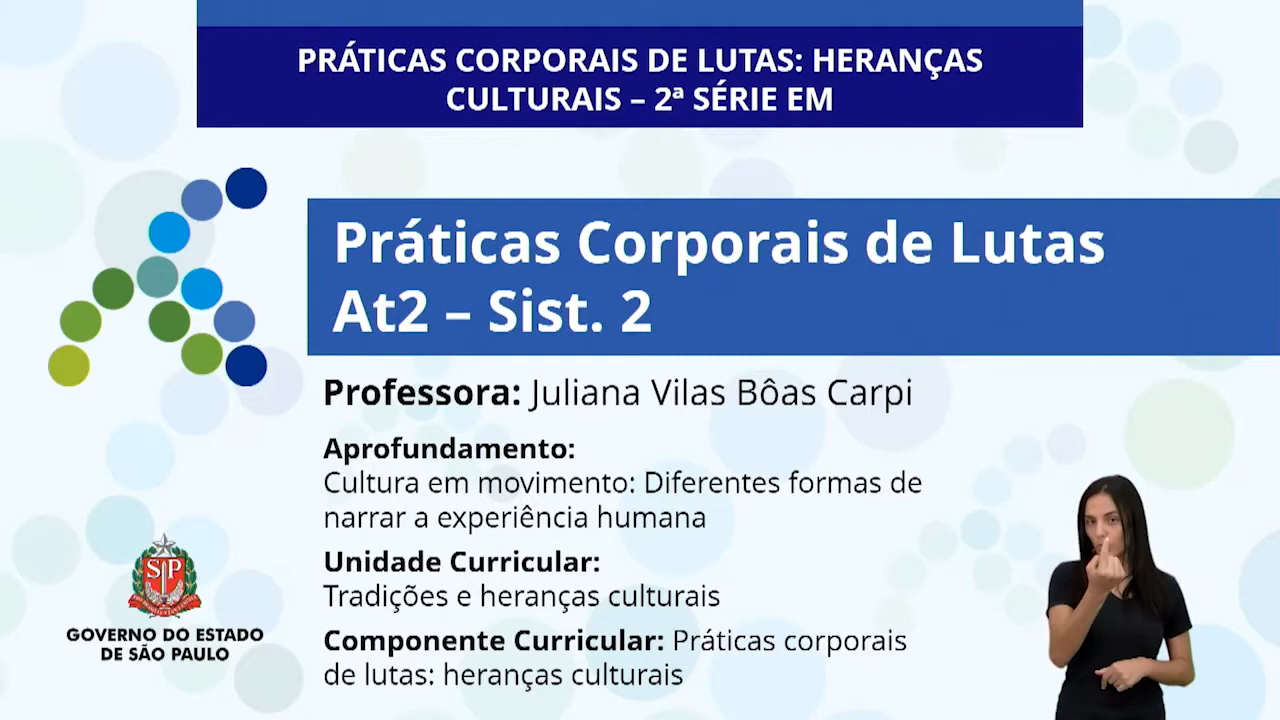 PRÁTICAS CORPORAIS DE LUTAS: HERANÇAS
CULTURAIS – 2ª SÉRIE EM
Práticas Corporais de Lutas
At2 – Sist. 2
Professora: Juliana Vilas Bôas Carpi
Aprofundamento:
Cultura em movimento: Diferentes formas de
narrar a experiência humana
Unidade Curricular:
Tradições e heranças culturais
Componente Curricular: Práticas corporais
de lutas: heranças culturais
SP
GOVERNO DO ESTADO
DE SÃO PAULO